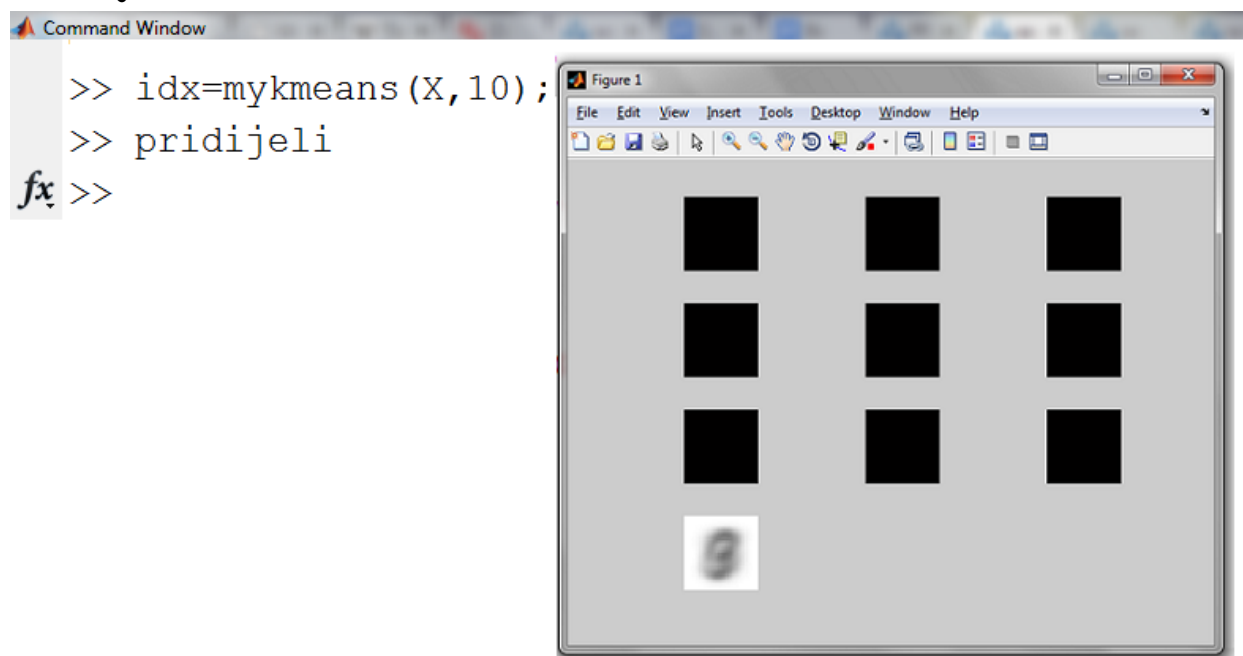 Command Window
>> idx=mykmeans(X,10);
>> pridijeli
fx >>
Figure 1
File Edit View Insert Tools Desktop Window Help